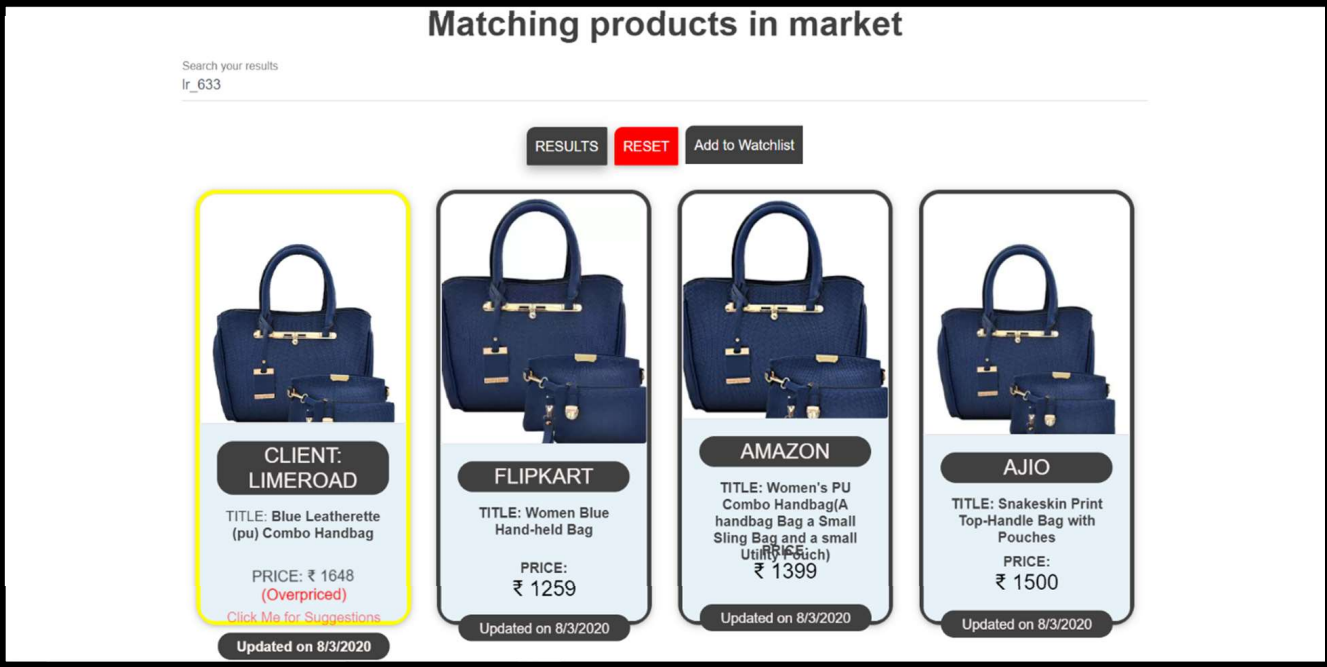 Matching products in market
Search your results
lr_633
RESULTS
RESET
Add to Watchlist
CLIENT:
LIMEROAD
TITLE: Blue Leatherette
(pu) Combo Handbag
PRICE: ₹ 1648
(Overpriced)
Click Me for Suggestions
Updated on 8/3/2020
FLIPKART
TITLE: Women Blue
Hand-held Bag
PRICE:
₹ 1259
Updated on 8/3/2020
AMAZON
TITLE: Women's PU
Combo Handbag(A
handbag Bag a Small
Sling Bag and a small
Utility Pouch)
PRICE:
₹ 1399
Updated on 8/3/2020
AJIO
TITLE: Snakeskin Print
Top-Handle Bag with
Pouches
PRICE:
₹ 1500
Updated on 8/3/2020